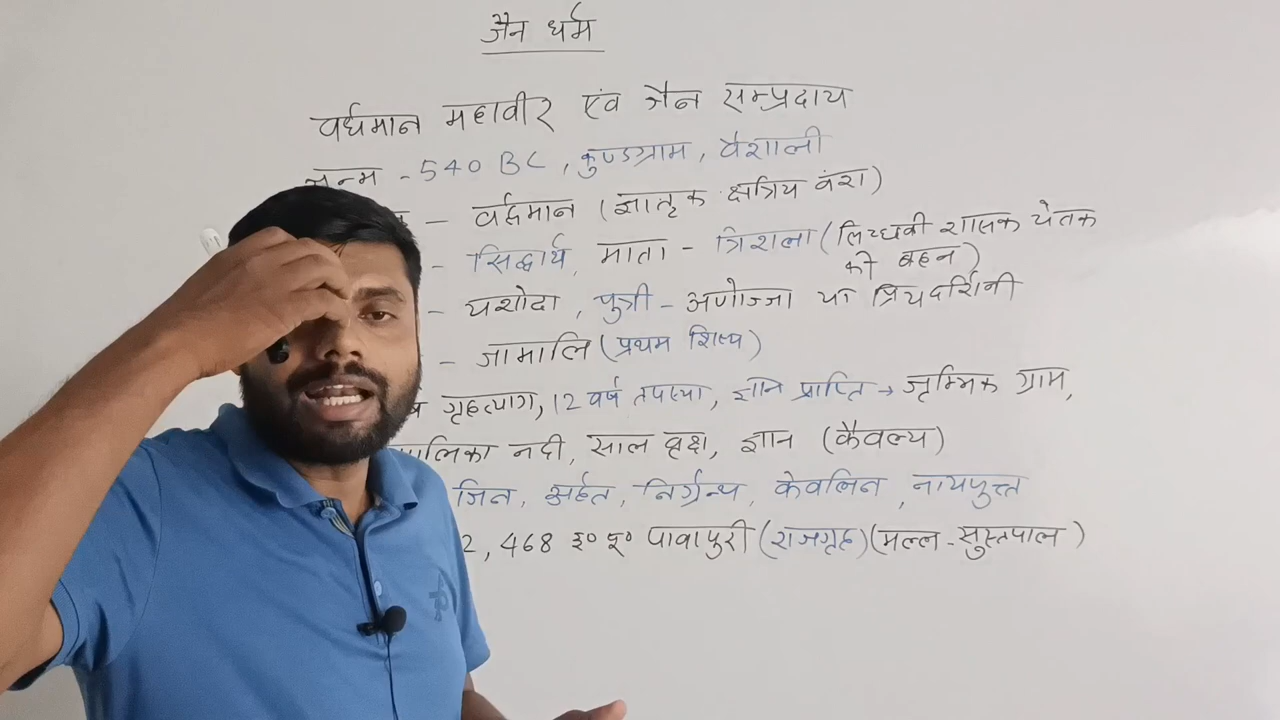 जैन धर्म
वर्धमान महावीर एवं जैन सम्प्रदाय
जन्म - 540 BC, कुण्डग्राम, वैशाली
- वर्द्धमान (ज्ञातृक क्षत्रिय वंश)
- सिद्धार्थ, माता - त्रिशला (लिच्छवी शासक चेतक की बहन)
- यशोदा, पुत्री - अणोज्जा या प्रियदर्शिनी
- जामालि (प्रथम शिष्य)
गृहत्याग, 12 वर्ष तपस्या, ज्ञान प्राप्ति → जृम्भिक ग्राम,
पालिका नदी, साल वृक्ष, ज्ञान (कैवल्य)
जिन, अर्हत, निर्ग्रन्थ, केवलिन, नायपुत्त
2, 468 ई० पू० पावापुरी (राजगृह) (मल्ल - सुस्तपाल)